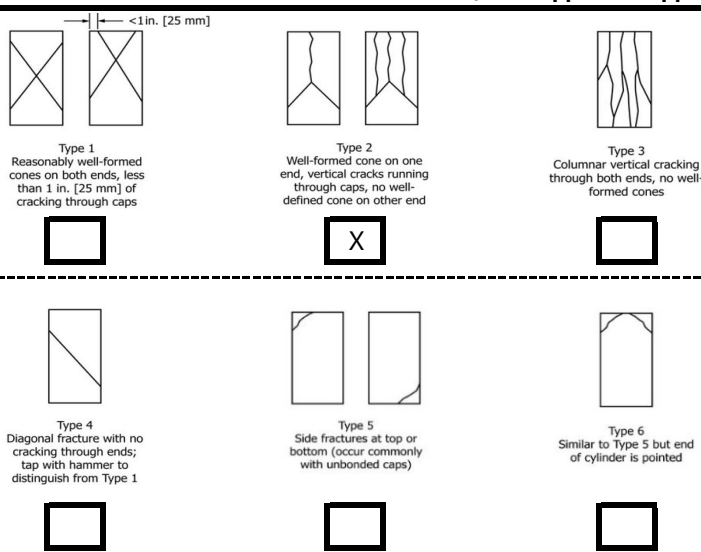 <1in. [25 mm]
Type 1
Reasonably well-formed
cones on both ends, less
than 1 in. [25 mm] of
cracking through caps
Type 2
Well-formed cone on one
end, vertical cracks running
through caps, no well-
defined cone on other end
Type 3
Columnar vertical cracking
through both ends, no well-
formed cones
X
Type 4
Diagonal fracture with no
cracking through ends;
tap with hammer to
distinguish from Type 1
Type 5
Side fractures at top or
bottom (occur commonly
with unbonded caps)
Type 6
Similar to Type 5 but end
of cylinder is pointed